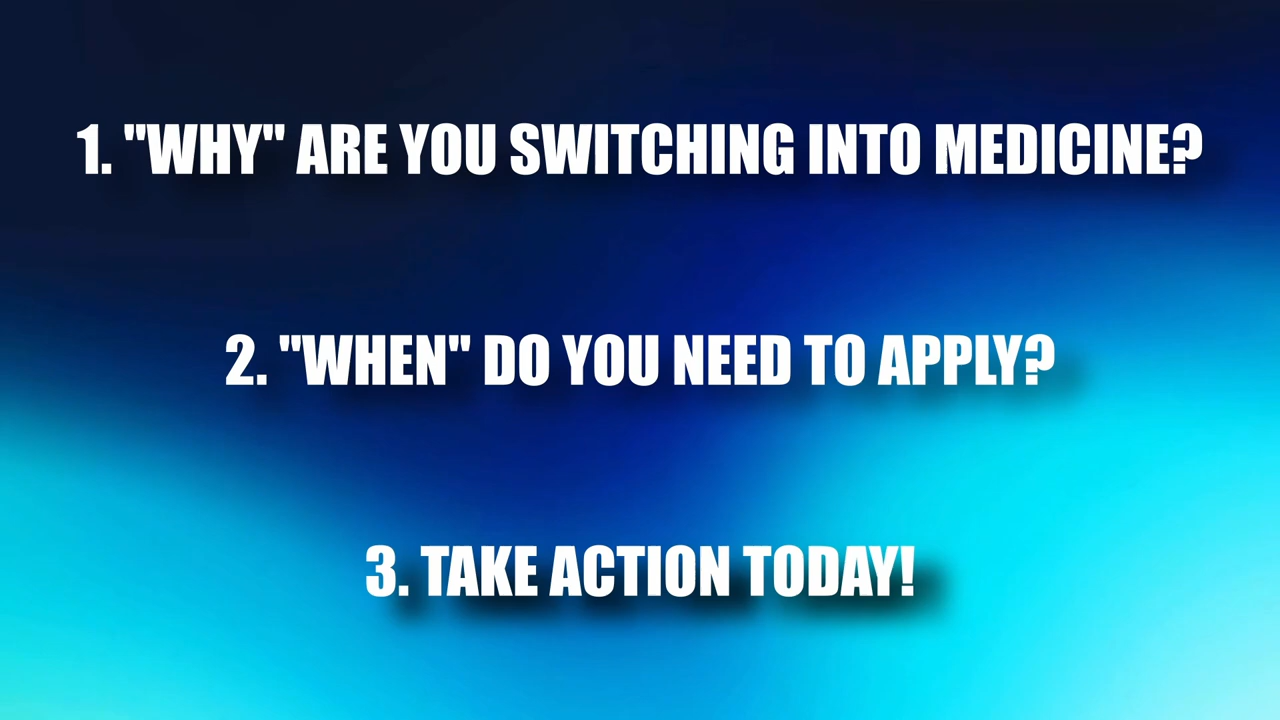 1. "WHY" ARE YOU SWITCHING INTO MEDICINE?
2. "WHEN" DO YOU NEED TO APPLY?
3. TAKE ACTION TODAY!